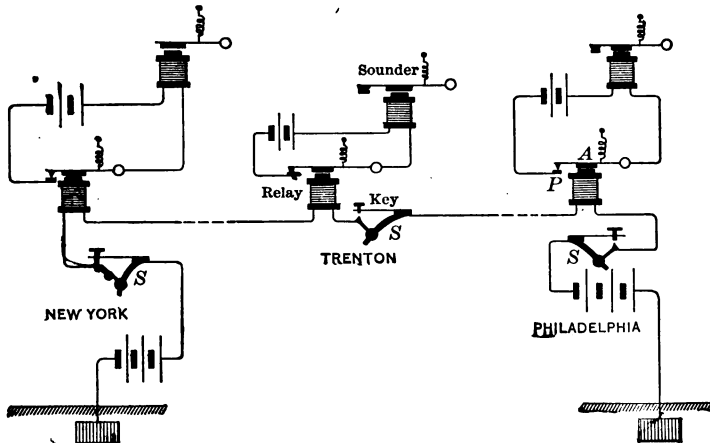 Sounder
A
P
Relay
Key
S
TRENTON
S
S
NEW YORK
PHILADELPHIA